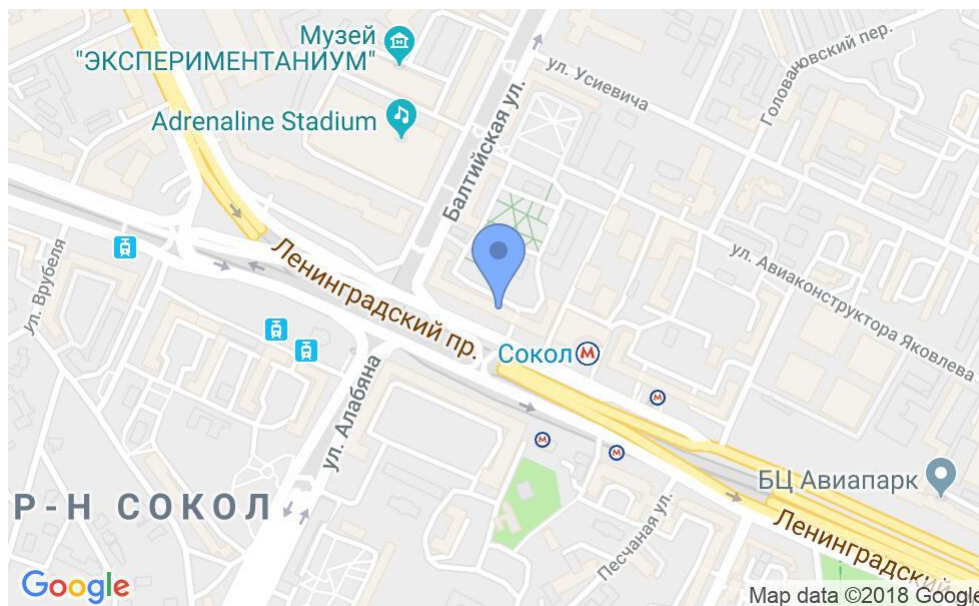 Музей
"ЭКСПЕРИМЕНТАНИУМ"
Adrenaline Stadium
Балтийская ул.
ул. Усиевича
Головановский пер.
ул. Авиаконструктора Яковлева
ул. Врубеля
Ленинградский пр.
Сокол М
М
М
М
ул. Алабяна
Р-Н СОКОЛ
БЦ Авиапарк
Песчаная ул.
Ленинградский
Google
Map data ©2018 Google